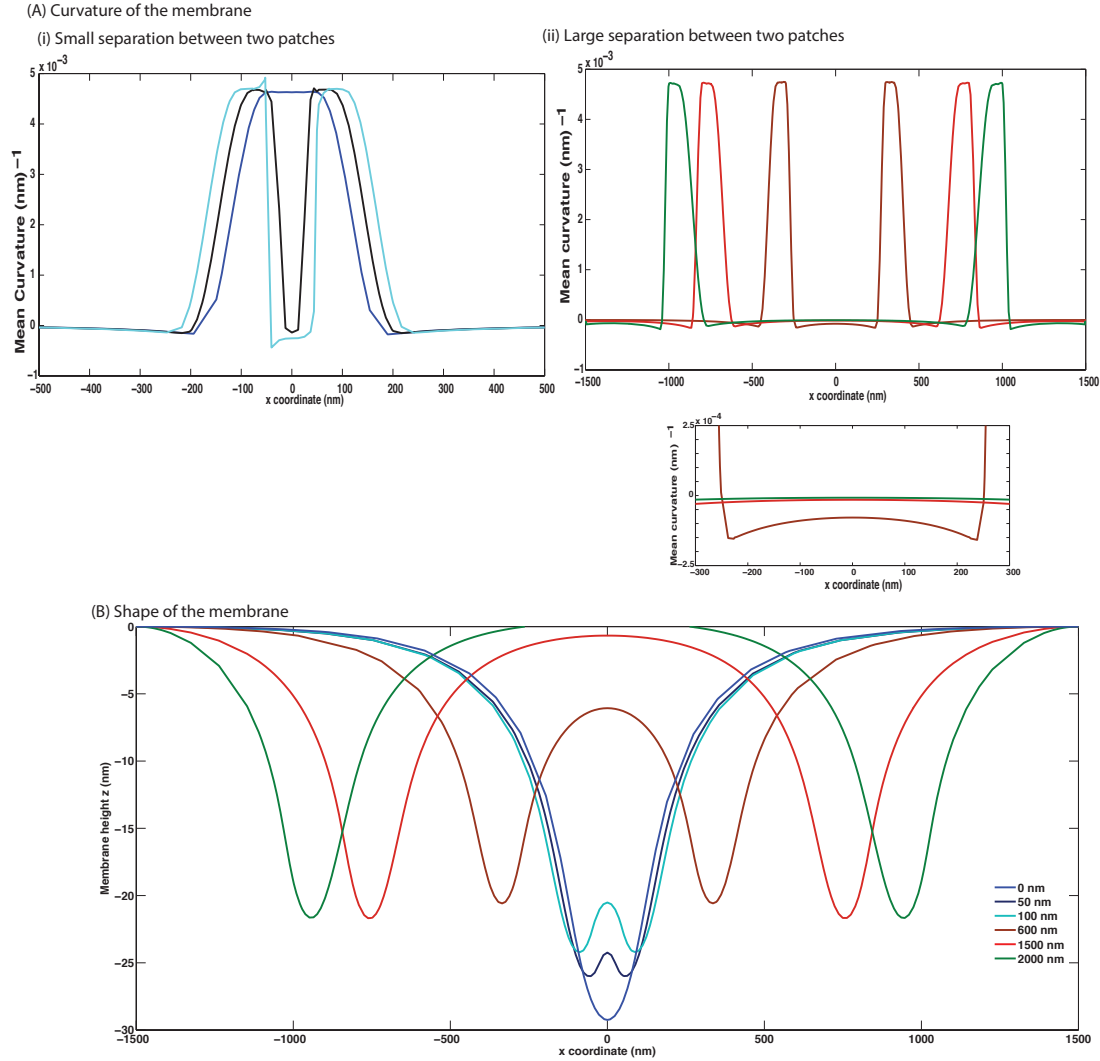 (A) Curvature of the membrane
(i) Small separation between two patches
(ii) Large separation between two patches
5 x 10 −3
4
3
2
1
0
−1
Mean Curvature (nm) −1
−500 −400 −300 −200 −100 0 100 200 300 400 500
x coordinate (nm)
5 x 10 −3
4
3
2
1
0
−1
Mean curvature (nm) −1
−1500 −1000 −500 0 500 1000 1500
x coordinate (nm)
2.5 x 10 −4
0
−2.5
Mean curvature (nm) −1
−300 −200 −100 0 100 200 300
x coordinate (nm)
(B) Shape of the membrane
0
−5
−10
−15
−20
−25
−30
Membrane height z (nm)
0 nm
50 nm
100 nm
600 nm
1500 nm
2000 nm
−1500 −1000 −500 0 500 1000 1500
x coordinate (nm)